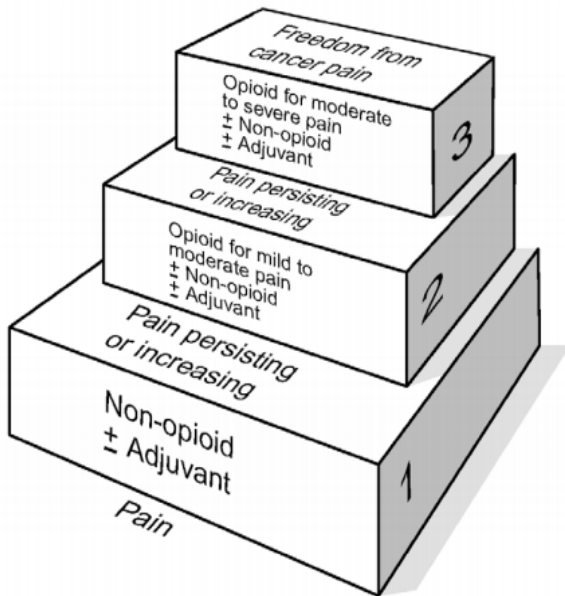 Freedom from
cancer pain
Opioid for moderate
to severe pain
± Non-opioid
± Adjuvant
3
Pain persisting
or increasing
Opioid for mild to
moderate pain
± Non-opioid
± Adjuvant
2
Pain persisting
or increasing
Non-opioid
± Adjuvant
1
Pain